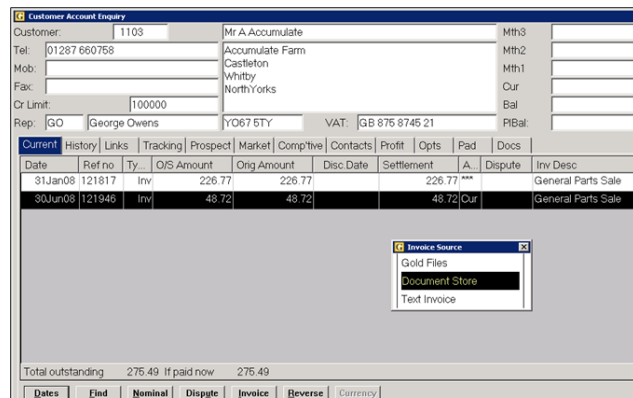 Customer Account Enquiry
Customer: 1103 Mr A Accumulate Mth3
Tel: 01287 660758 Accumulate Farm Mth2
Mob: Castleton Mth1
Fax: Whitby Cur
NorthYorks
Cr Limit: 100000 Bal
Rep: GO George Owens YO67 5TY VAT: GB 875 8745 21 PlBal:
Current History Links Tracking Prospect Market Comp'tive Contacts Profit Opts Pad Docs
Date Ref no Ty... O/S Amount Orig Amount Disc.Date Settlement A... Dispute Inv Desc
31Jan08 121817 Inv 226.77 226.77 226.77 *** General Parts Sale
30Jun08 121946 Inv 48.72 48.72 48.72 Cur General Parts Sale
Invoice Source
Gold Files
Document Store
Text Invoice
Total outstanding 275.49 If paid now 275.49
Dates Find Nominal Dispute Invoice Reverse Currency